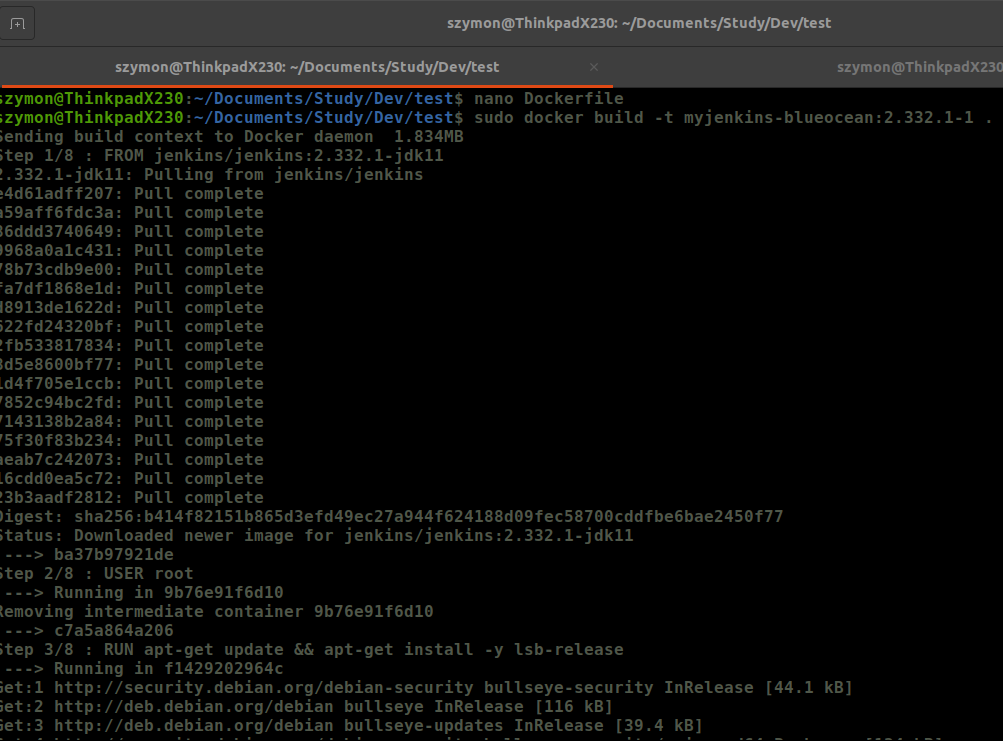 szymon@ThinkpadX230: ~/Documents/Study/Dev/test
szymon@ThinkpadX230: ~/Documents/Study/Dev/test × szymon@ThinkpadX230
szymon@ThinkpadX230:~/Documents/Study/Dev/test$ nano Dockerfile
szymon@ThinkpadX230:~/Documents/Study/Dev/test$ sudo docker build -t myjenkins-blueocean:2.332.1-1 .
Sending build context to Docker daemon 1.834MB
Step 1/8 : FROM jenkins/jenkins:2.332.1-jdk11
2.332.1-jdk11: Pulling from jenkins/jenkins
e4d61adff207: Pull complete
a59aff6fdc3a: Pull complete
36ddd3740649: Pull complete
9968a0a1c431: Pull complete
78b73cdb9e00: Pull complete
fa7df1868e1d: Pull complete
d8913de1622d: Pull complete
622fd24320bf: Pull complete
2fb533817834: Pull complete
8d5e8600bf77: Pull complete
1d4f705e1ccb: Pull complete
7852c94bc2fd: Pull complete
7143138b2a84: Pull complete
75f30f83b234: Pull complete
aeab7c242073: Pull complete
16cdd0ea5c72: Pull complete
23b3aadf2812: Pull complete
Digest: sha256:b414f82151b865d3efd49ec27a944f624188d09fec58700cddfbe6bae2450f77
Status: Downloaded newer image for jenkins/jenkins:2.332.1-jdk11
---> ba37b97921de
Step 2/8 : USER root
---> Running in 9b76e91f6d10
Removing intermediate container 9b76e91f6d10
---> c7a5a864a206
Step 3/8 : RUN apt-get update && apt-get install -y lsb-release
---> Running in f1429202964c
Get:1 http://security.debian.org/debian-security bullseye-security InRelease [44.1 kB]
Get:2 http://deb.debian.org/debian bullseye InRelease [116 kB]
Get:3 http://deb.debian.org/debian bullseye-updates InRelease [39.4 kB]